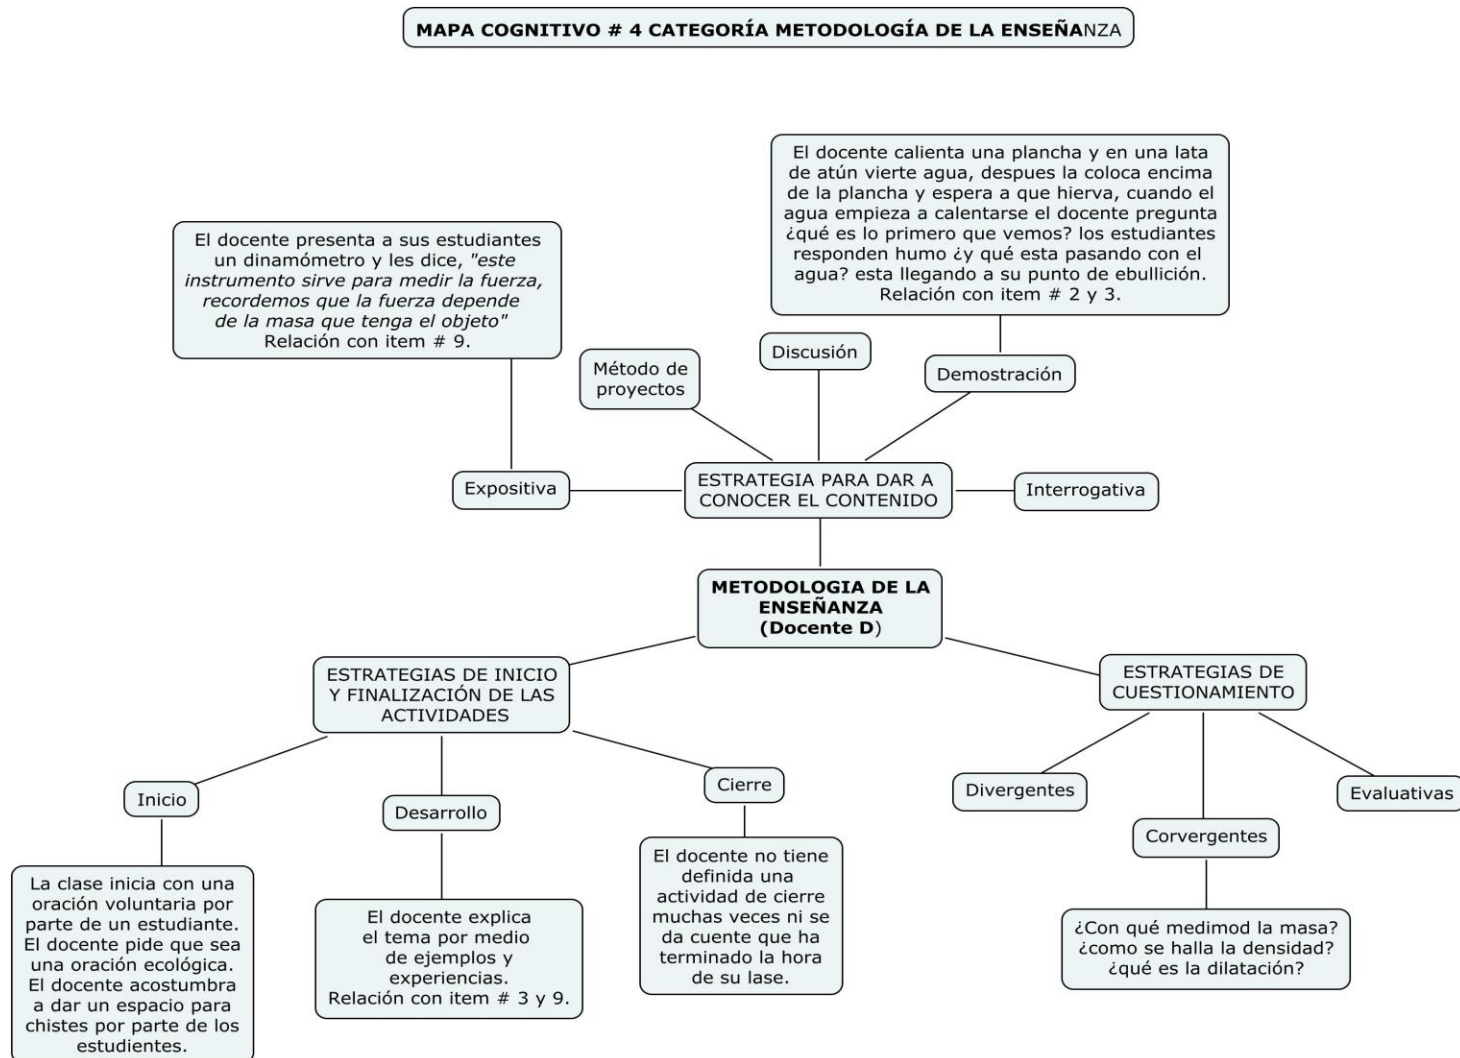 MAPA COGNITIVO # 4 CATEGORÍA METODOLOGÍA DE LA ENSEÑANZA
El docente calienta una plancha y en una lata
de atún vierte agua, despues la coloca encima
de la plancha y espera a que hierva, cuando el
agua empieza a calentarse el docente pregunta
¿qué es lo primero que vemos? los estudiantes
responden humo ¿y qué esta pasando con el
agua? esta llegando a su punto de ebullición.
Relación con item # 2 y 3.
El docente presenta a sus estudiantes
un dinamómetro y les dice, "este
instrumento sirve para medir la fuerza,
recordemos que la fuerza depende
de la masa que tenga el objeto"
Relación con item # 9.
Método de
proyectos
Discusión
Demostración
Expositiva
ESTRATEGIA PARA DAR A
CONOCER EL CONTENIDO
Interrogativa
METODOLOGIA DE LA
ENSEÑANZA
(Docente D)
ESTRATEGIAS DE INICIO
Y FINALIZACIÓN DE LAS
ACTIVIDADES
ESTRATEGIAS DE
CUESTIONAMIENTO
Inicio
Desarrollo
Cierre
Divergentes
Corvergentes
Evaluativas
La clase inicia con una
oración voluntaria por
parte de un estudiante.
El docente pide que sea
una oración ecológica.
El docente acostumbra
a dar un espacio para
chistes por parte de los
estudiantes.
El docente explica
el tema por medio
de ejemplos y
experiencias.
Relación con item # 3 y 9.
El docente no tiene
definida una
actividad de cierre
muchas veces ni se
da cuente que ha
terminado la hora
de su lase.
¿Con qué medimod la masa?
¿como se halla la densidad?
¿qué es la dilatación?